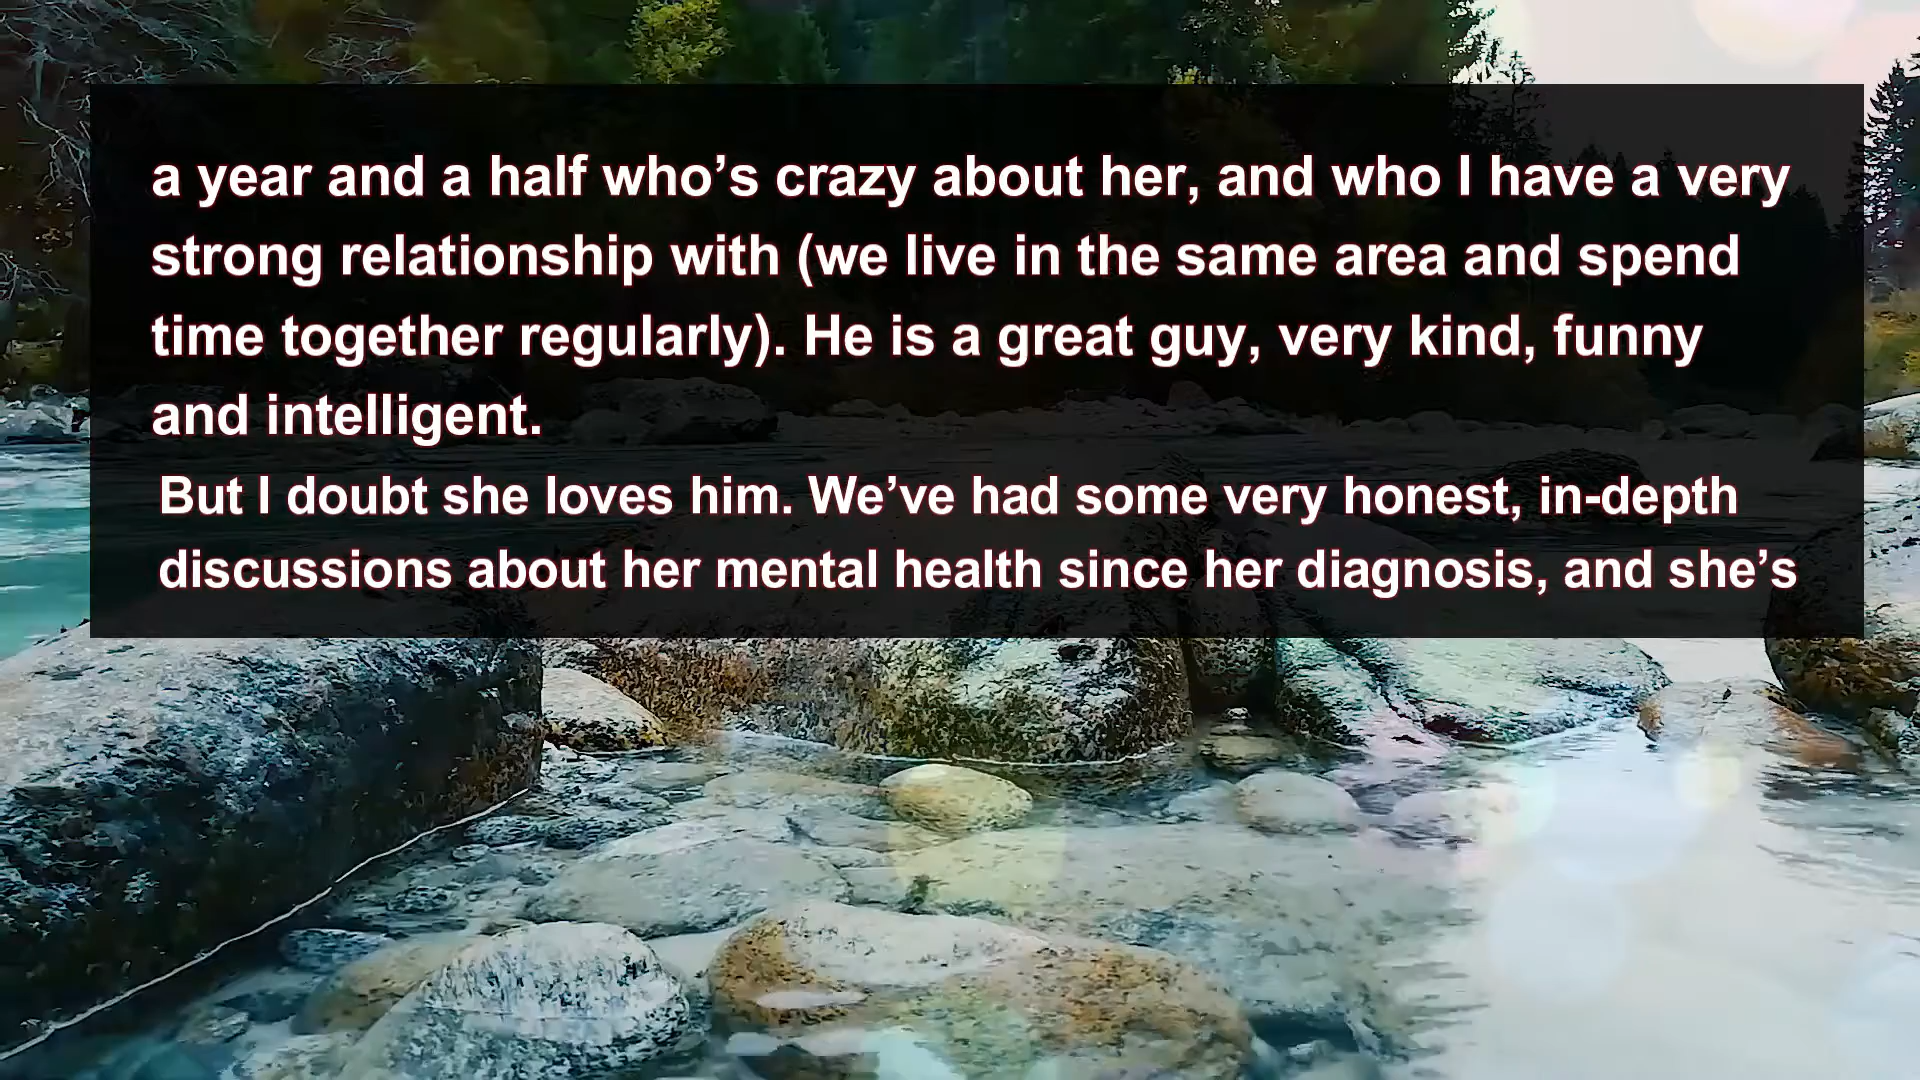 a year and a half who’s crazy about her, and who I have a very
strong relationship with (we live in the same area and spend
time together regularly). He is a great guy, very kind, funny
and intelligent.
But I doubt she loves him. We’ve had some very honest, in-depth
discussions about her mental health since her diagnosis, and she’s